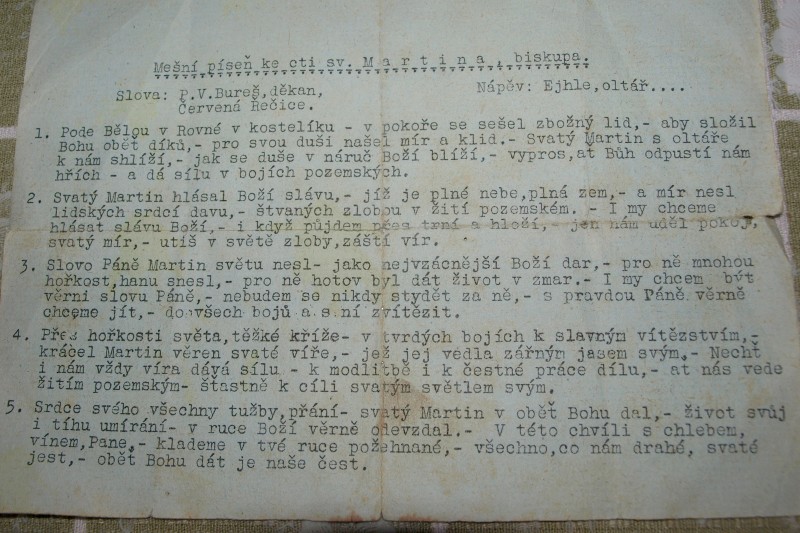 Mešní píseň ke cti sv. M a r t i n a , biskupa.
Slova: P.V.Bureš,děkan, Nápěv: Ejhle,oltář....
Červená Řečice.
1. Pode Bělou v Rovné v kostelíku - v pokoře se sešel zbožný lid,- aby složil
Bohu oběť díků,- pro svou duši našel mír a klid.- Svatý Martin s oltáře
k nám shlíží,- jak se duše v náruč Boží blíží,- vypros,at Bůh odpustí nám
hřích - a dá sílu v bojích pozemských.
2. Svatý Martin hlásal Boží slávu,- jíž je plné nebe,plná zem,- a mír nesl
lidských srdcí davu,- štvaných zlobou v žití pozemském. - I my chceme
hlásat slávu Boží,- i když půjdem přes trní a hloží,- jen nám uděl pokoj,
svatý mír,- utiš v světě zloby,záští vír.
3. Slovo Páně Martin světu nesl- jako nejvzácnější Boží dar,- pro ně mnohou
hořkost,hanu snesl,- pro ně hotov byl dát život v zmar.- I my chcem být
věrni slovu Páně,- nebudem se nikdy stydět za ně,- s pravdou Páně věrně
chceme jít,- do všech bojů a s ní zvítězit.
4. Přes hořkosti světa,těžké kříže- v tvrdých bojích k slavným vítězstvím,-
kráčel Martin věren svaté víře,- jež jej vedla zářným jasem svým.- Nechť
i nám vždy víra dává sílu - k modlitbě i k čestné práce dílu,- at nás vede
žitím pozemským- štastně k cíli svatým světlem svým.
5. Srdce svého všechny tužby,přání- svatý Martin v oběť Bohu dal,- život svůj
i tíhu umírání- v ruce Boží věrně odevzdal.- V této chvíli s chlebem,
vínem,Pane,- klademe v tvé ruce požehnané,- všechno,co nám drahé, svaté
jest,- oběť Bohu dát je naše čest.